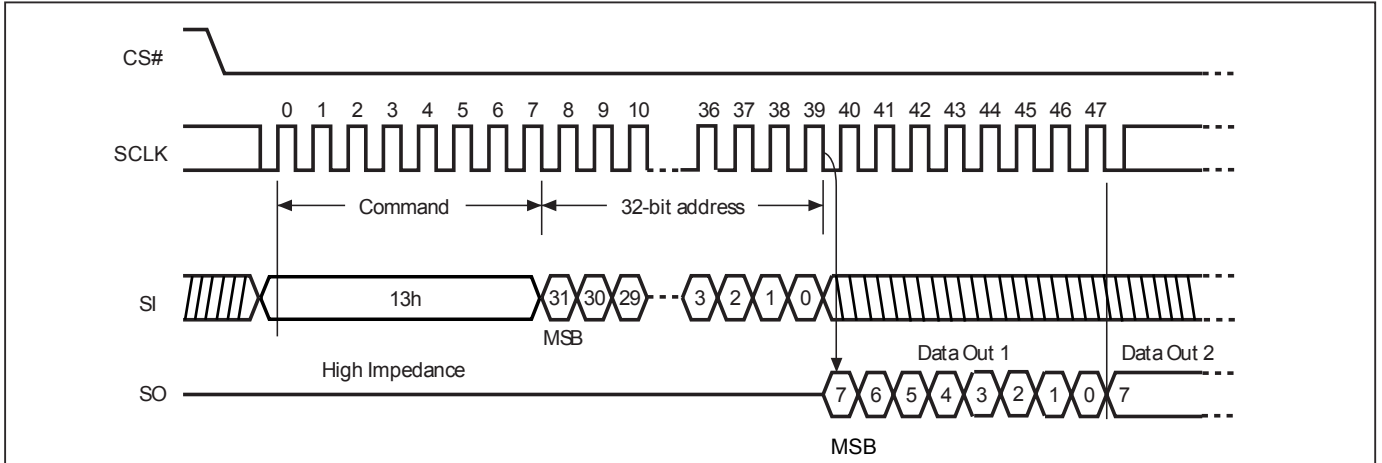 CS#
0 1 2 3 4 5 6 7 8 9 10 36 37 38 39 40 41 42 43 44 45 46 47
SCLK
Command 32-bit address
SI 13h 31 30 29 3 2 1 0
MSB
Data Out 1 Data Out 2
High Impedance
SO 7 6 5 4 3 2 1 0 7
MSB